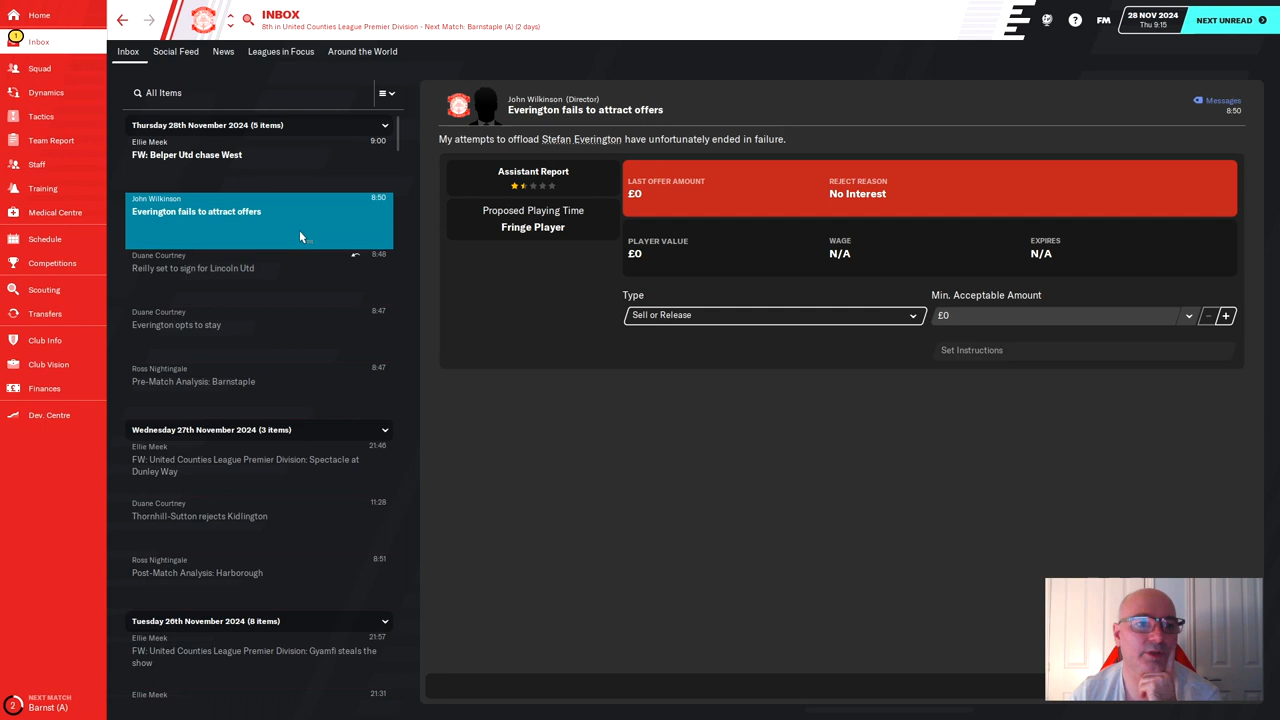 Home
1
Inbox
Squad
Dynamics
Tactics
Team Report
Staff
Training
Medical Centre
Schedule
Competitions
Scouting
Transfers
Club Info
Club Vision
Finances
Dev. Centre
2
NEXT MATCH
Barnst (A)
INBOX
8th in United Counties League Premier Division - Next Match: Barnstaple (A) (2 days)
FM
28 NOV 2024
Thu 9:15
NEXT UNREAD
Inbox
Social Feed
News
Leagues in Focus
Around the World
All Items
Thursday 28th November 2024 (5 items)
Ellie Meek 9:00
FW: Belper Utd chase West
John Wilkinson 8:50
Everington fails to attract offers
Duane Courtney 8:48
Reilly set to sign for Lincoln Utd
Duane Courtney 8:47
Everington opts to stay
Ross Nightingale 8:47
Pre-Match Analysis: Barnstaple
Wednesday 27th November 2024 (3 items)
Ellie Meek 21:46
FW: United Counties League Premier Division: Spectacle at
Dunley Way
Duane Courtney 11:28
Thornhill-Sutton rejects Kidlington
Ross Nightingale 8:51
Post-Match Analysis: Harborough
Tuesday 26th November 2024 (8 items)
Ellie Meek 21:57
FW: United Counties League Premier Division: Gyamfi steals the
show
Ellie Meek 21:31
John Wilkinson (Director)
Everington fails to attract offers
Messages
8:50
My attempts to offload Stefan Everington have unfortunately ended in failure.
Assistant Report
Proposed Playing Time
Fringe Player
LAST OFFER AMOUNT
£0
REJECT REASON
No Interest
PLAYER VALUE
£0
WAGE
N/A
EXPIRES
N/A
Type
Sell or Release
Min. Acceptable Amount
£0
Set Instructions